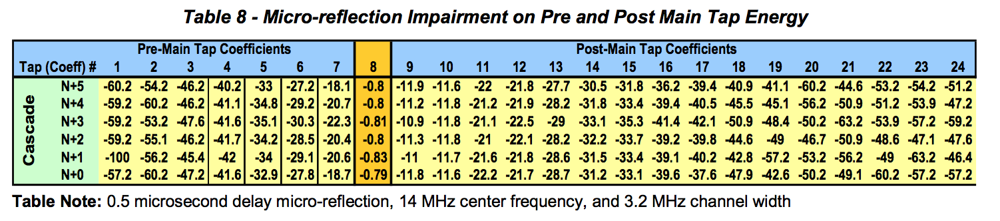 Table 8 - Micro-reflection Impairment on Pre and Post Main Tap Energy
Pre-Main Tap Coefficients Post-Main Tap Coefficients
Tap (Coeff) # 1 2 3 4 5 6 7 8 9 10 11 12 13 14 15 16 17 18 19 20 21 22 23 24
Cascade
N+5 -60.2 -54.2 -46.2 -40.2 -33 -27.2 -18.1 -0.8 -11.9 -11.6 -22 -21.8 -27.7 -30.5 -31.8 -36.2 -39.4 -40.9 -41.1 -60.2 -44.6 -53.2 -54.2 -51.2
N+4 -59.2 -60.2 -46.2 -41.1 -34.8 -29.2 -20.7 -0.8 -11.2 -11.8 -21.2 -21.9 -28.2 -31.8 -33.4 -39.4 -40.5 -45.5 -45.1 -56.2 -50.9 -51.2 -53.9 -47.2
N+3 -59.2 -53.2 -47.6 -41.6 -35.1 -30.3 -22.3 -0.81 -10.9 -11.8 -21.1 -22.5 -29 -33.1 -35.3 -41.4 -42.1 -50.9 -48.4 -50.2 -63.2 -53.9 -57.2 -59.2
N+2 -59.2 -55.1 -46.2 -41.7 -34.2 -28.5 -20.4 -0.8 -11.3 -11.8 -21 -22.1 -28.2 -32.2 -33.7 -39.2 -39.8 -44.6 -49 -46.7 -50.9 -48.6 -47.1 -47.6
N+1 -100 -56.2 -45.4 -42 -34 -29.1 -20.6 -0.83 -11 -11.7 -21.6 -21.8 -28.6 -31.5 -33.4 -39.1 -40.2 -42.8 -57.2 -53.2 -56.2 -49 -63.2 -46.4
N+0 -57.2 -60.2 -47.2 -41.6 -32.9 -27.8 -18.7 -0.79 -11.8 -11.6 -22.2 -21.7 -28.7 -31.2 -33.1 -39.6 -37.6 -47.9 -42.6 -50.2 -49.1 -60.2 -57.2 -57.2
Table Note: 0.5 microsecond delay micro-reflection, 14 MHz center frequency, and 3.2 MHz channel width